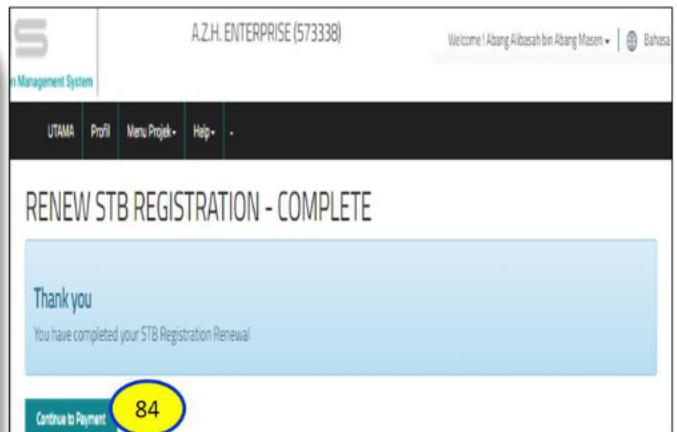 S
A.Z.H. ENTERPRISE (573338)
Welcome ! Abang Alibasah bin Abang Masen
Bahasa
n Management System
UTAMA Profil Menu Projek Help -
RENEW STB REGISTRATION - COMPLETE
Thank you
You have completed your STB Registration Renewal
Continue to Payment
84